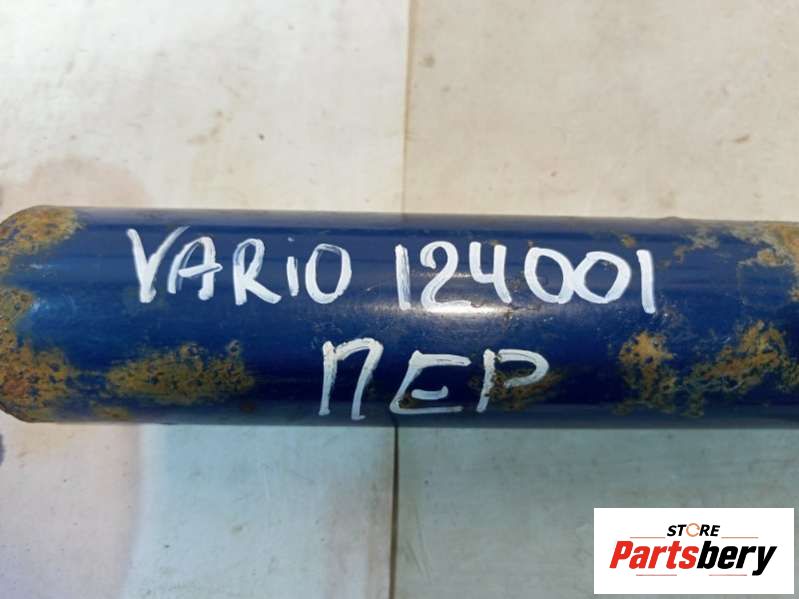 VARIO 124001
ПЕР
STORE
Partsbery